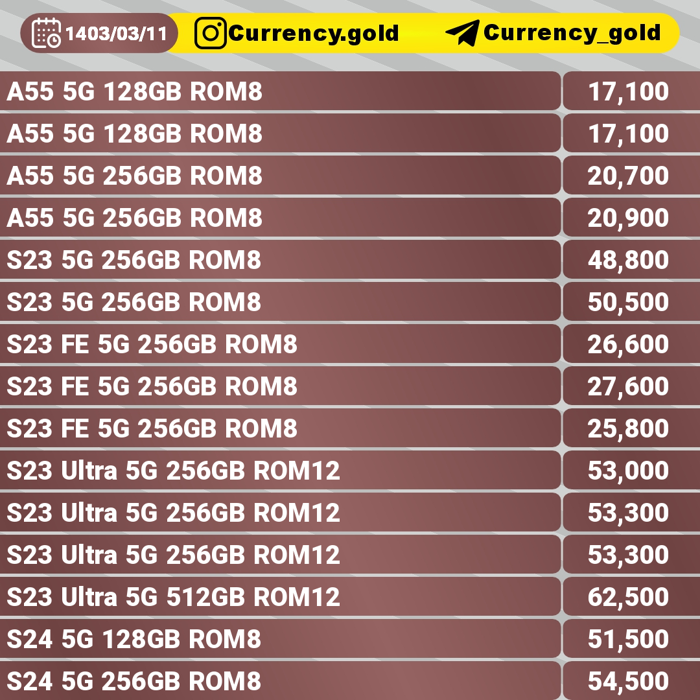 1403/03/11 Currency.gold Currency_gold
A55 5G 128GB ROM8 17,100
A55 5G 128GB ROM8 17,100
A55 5G 256GB ROM8 20,700
A55 5G 256GB ROM8 20,900
S23 5G 256GB ROM8 48,800
S23 5G 256GB ROM8 50,500
S23 FE 5G 256GB ROM8 26,600
S23 FE 5G 256GB ROM8 27,600
S23 FE 5G 256GB ROM8 25,800
S23 Ultra 5G 256GB ROM12 53,000
S23 Ultra 5G 256GB ROM12 53,300
S23 Ultra 5G 256GB ROM12 53,300
S23 Ultra 5G 512GB ROM12 62,500
S24 5G 128GB ROM8 51,500
S24 5G 256GB ROM8 54,500